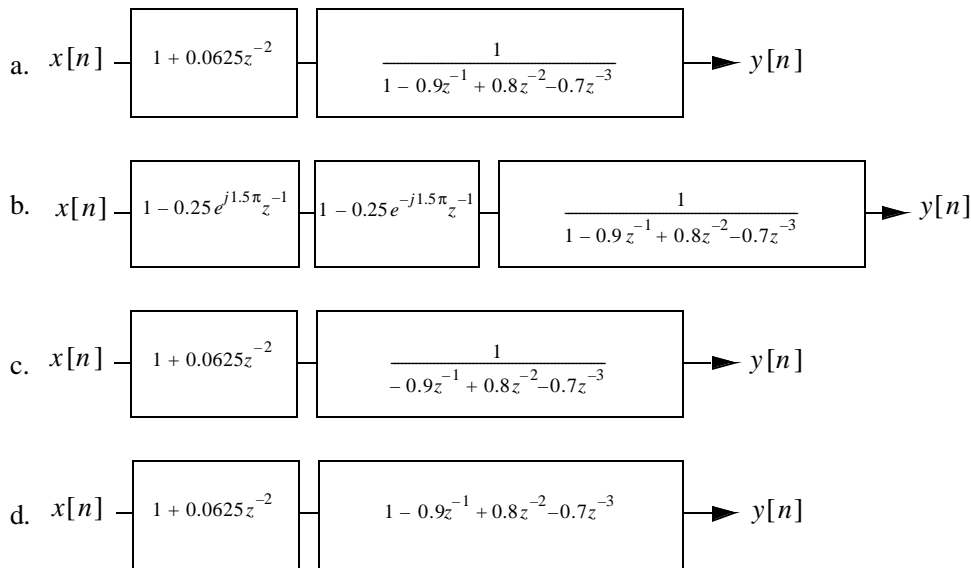 a. x[n] 1 + 0.0625z^{-2} \frac{1}{1 - 0.9z^{-1} + 0.8z^{-2} - 0.7z^{-3}} y[n]
b. x[n] 1 - 0.25e^{j1.5π}z^{-1} 1 - 0.25e^{-j1.5π}z^{-1} \frac{1}{1 - 0.9z^{-1} + 0.8z^{-2} - 0.7z^{-3}} y[n]
c. x[n] 1 + 0.0625z^{-2} \frac{1}{- 0.9z^{-1} + 0.8z^{-2} - 0.7z^{-3}} y[n]
d. x[n] 1 + 0.0625z^{-2} 1 - 0.9z^{-1} + 0.8z^{-2} - 0.7z^{-3} y[n]